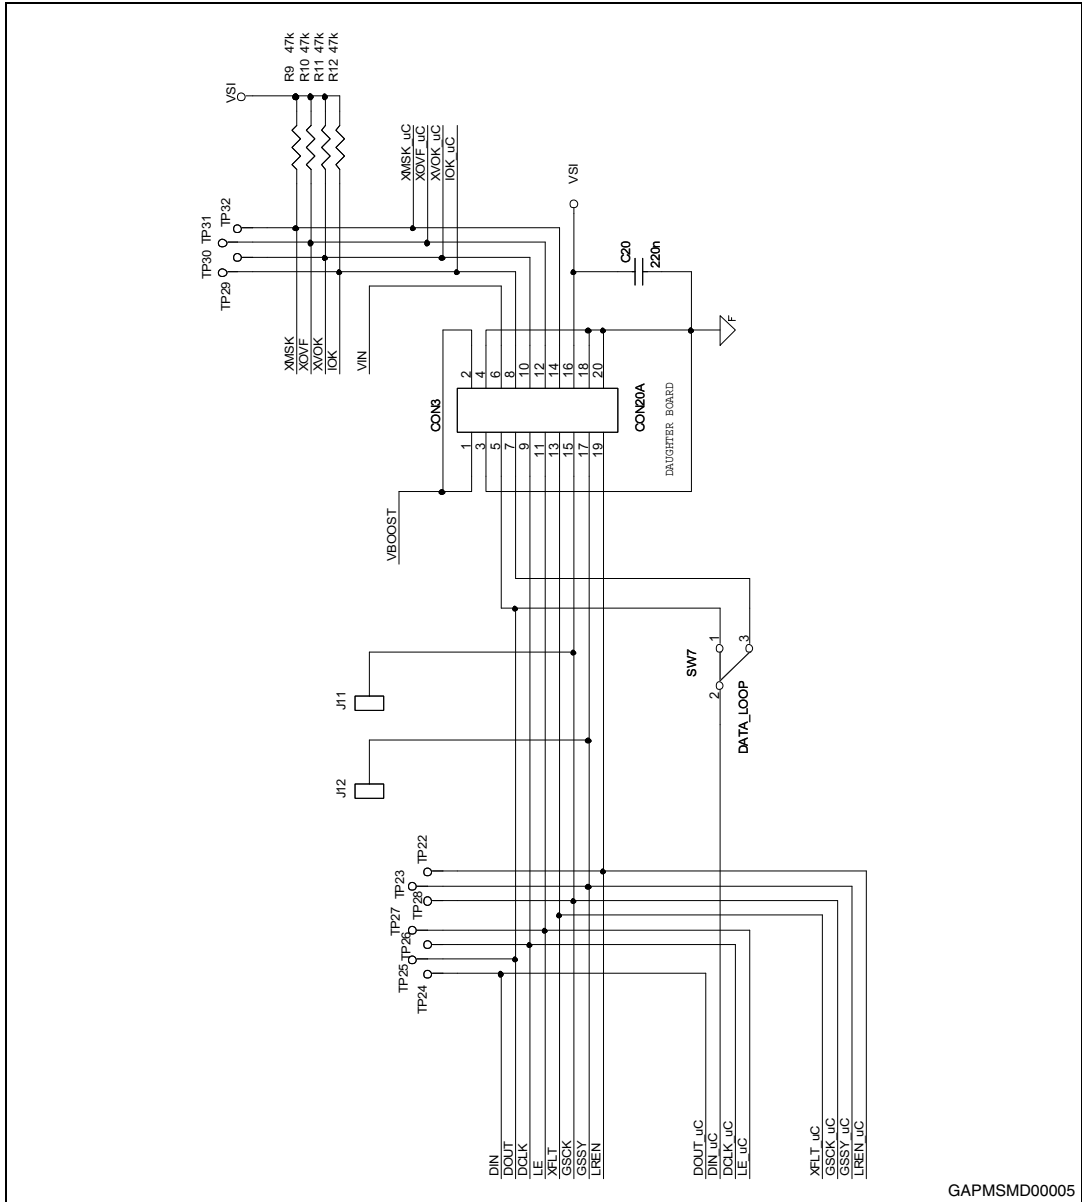 R9 47k
R10 47k
R11 47k
R12 47k
VSI
TP32
TP31
TP30
TP29
XMSK_uC
XOVF_uC
XVOK_uC
IOK_uC
VSI
C20
220n
XMSK
XOVF
XVOK
IOK
VIN
F
2
4
6
8
10
12
14
16
18
20
CON3
CON20A
DAUGHTER BOARD
1
3
5
7
9
11
13
15
17
19
VBOOST
SW7
1
3
2
DATA_LOOP
J11
J12
TP22
TP23
TP28
TP27
TP26
TP25
TP24
DIN
DOUT
DCLK
LE
XFLT
GSCK
GSSY
LREN
DOUT_uC
DIN_uC
DCLK_uC
LE_uC
XFLT_uC
GSCK_uC
GSSY_uC
LREN_uC
GAPMSMD00005